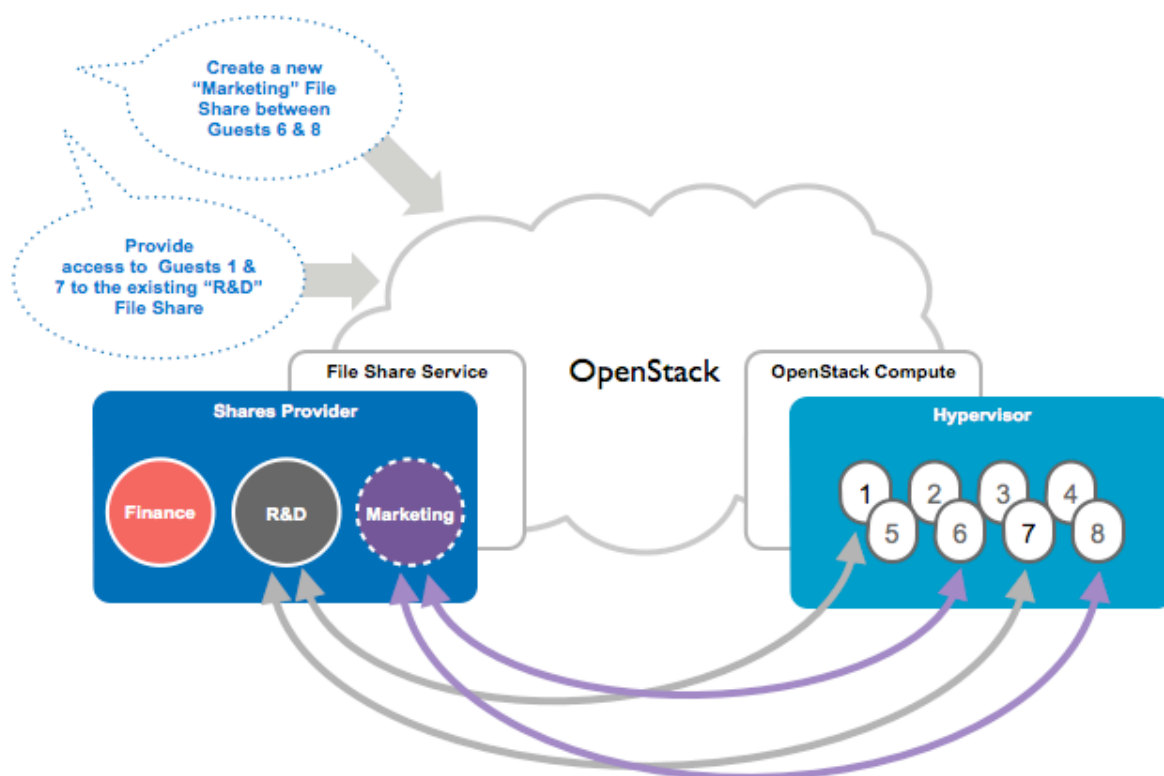 Create a new
“Marketing” File
Share between
Guests 6 & 8
Provide
access to Guests 1 &
7 to the existing “R&D”
File Share
File Share Service
OpenStack
OpenStack Compute
Shares Provider
Hypervisor
Finance
R&D
Marketing
1
2
3
4
5
6
7
8